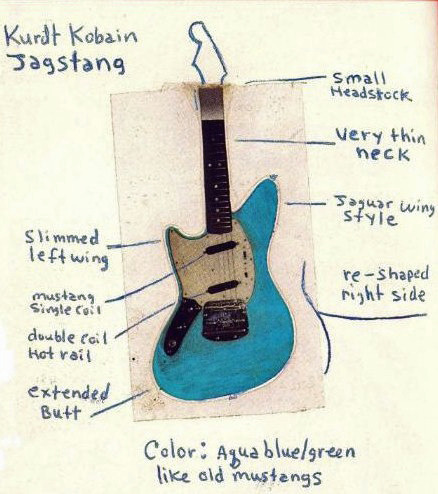 Kurdt Kobain
Jagstang
Small
Headstock
Very thin
neck
Jaguar wing
Style
Slimmed
left wing
re-shaped
right side
mustang
Single Coil
double coil
Hot rail
extended
Butt
Color: Aqua blue/green
like old mustangs